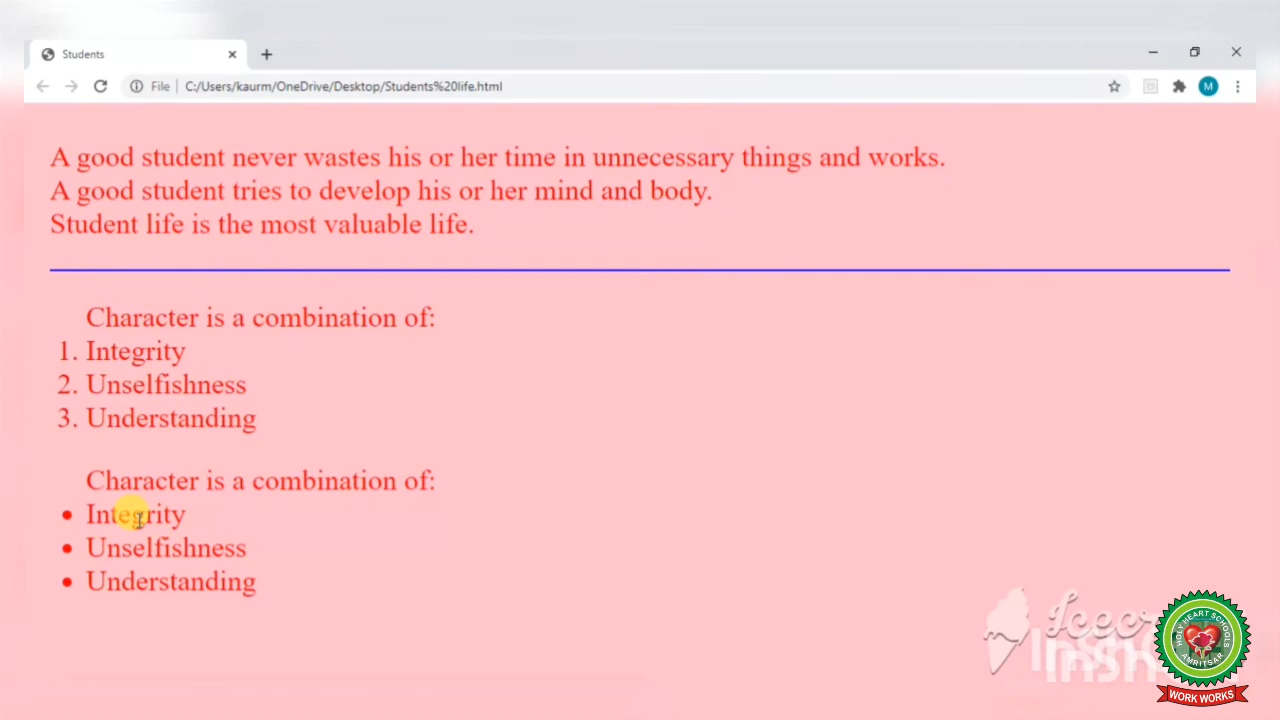 Students
File
C:/Users/kaurm/OneDrive/Desktop/Students%20life.html
M
A good student never wastes his or her time in unnecessary things and works.
A good student tries to develop his or her mind and body.
Student life is the most valuable life.
Character is a combination of:
1. Integrity
2. Unselfishness
3. Understanding
Character is a combination of:
• Integrity
• Unselfishness
• Understanding
HOLY HEART SCHOOLS
AMRITSAR
WORK WORKS